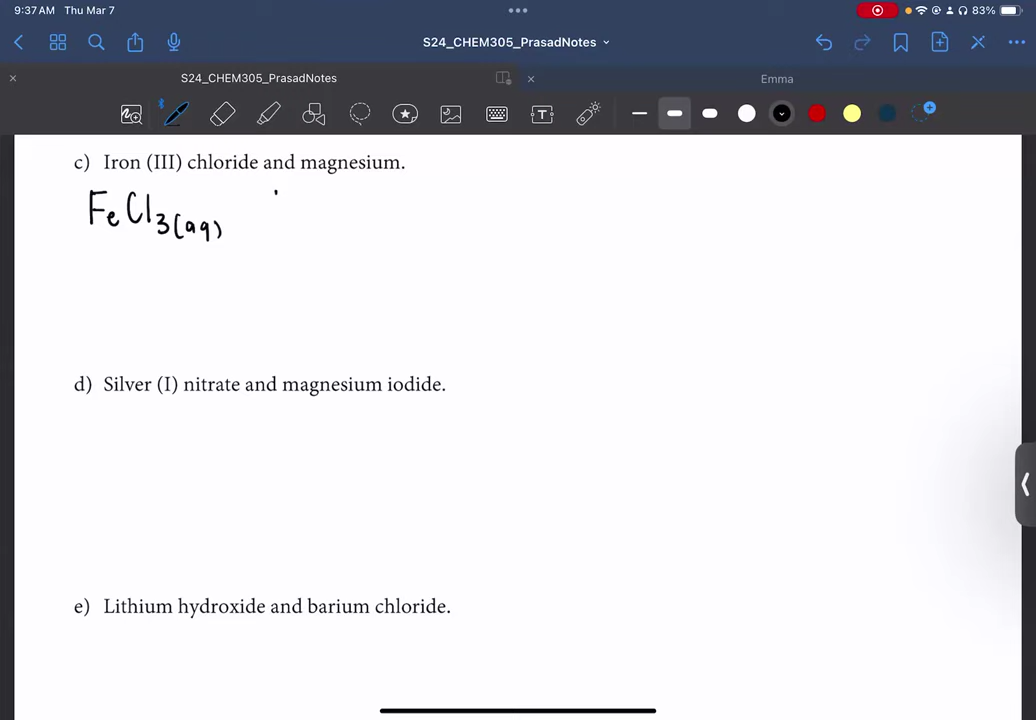 9:37 AM Thu Mar 7 83%
S24_CHEM305_PrasadNotes
S24_CHEM305_PrasadNotes Emma
c) Iron (III) chloride and magnesium.
FeCl3(aq)
d) Silver (I) nitrate and magnesium iodide.
e) Lithium hydroxide and barium chloride.